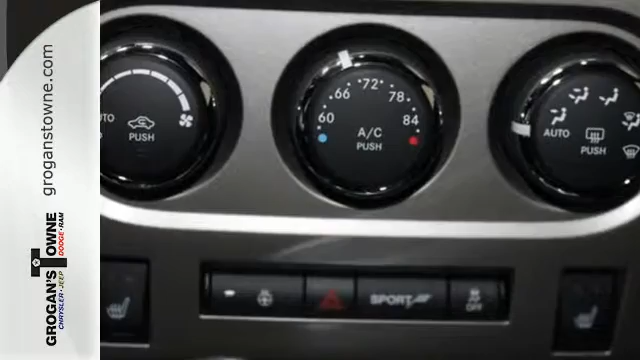 groganstowne.com
GROGAN'S TOWNE
CHRYSLER · JEEP DODGE · RAM
PUSH
60 66 72 78 84
A/C
PUSH
AUTO
PUSH
SPORT
OFF